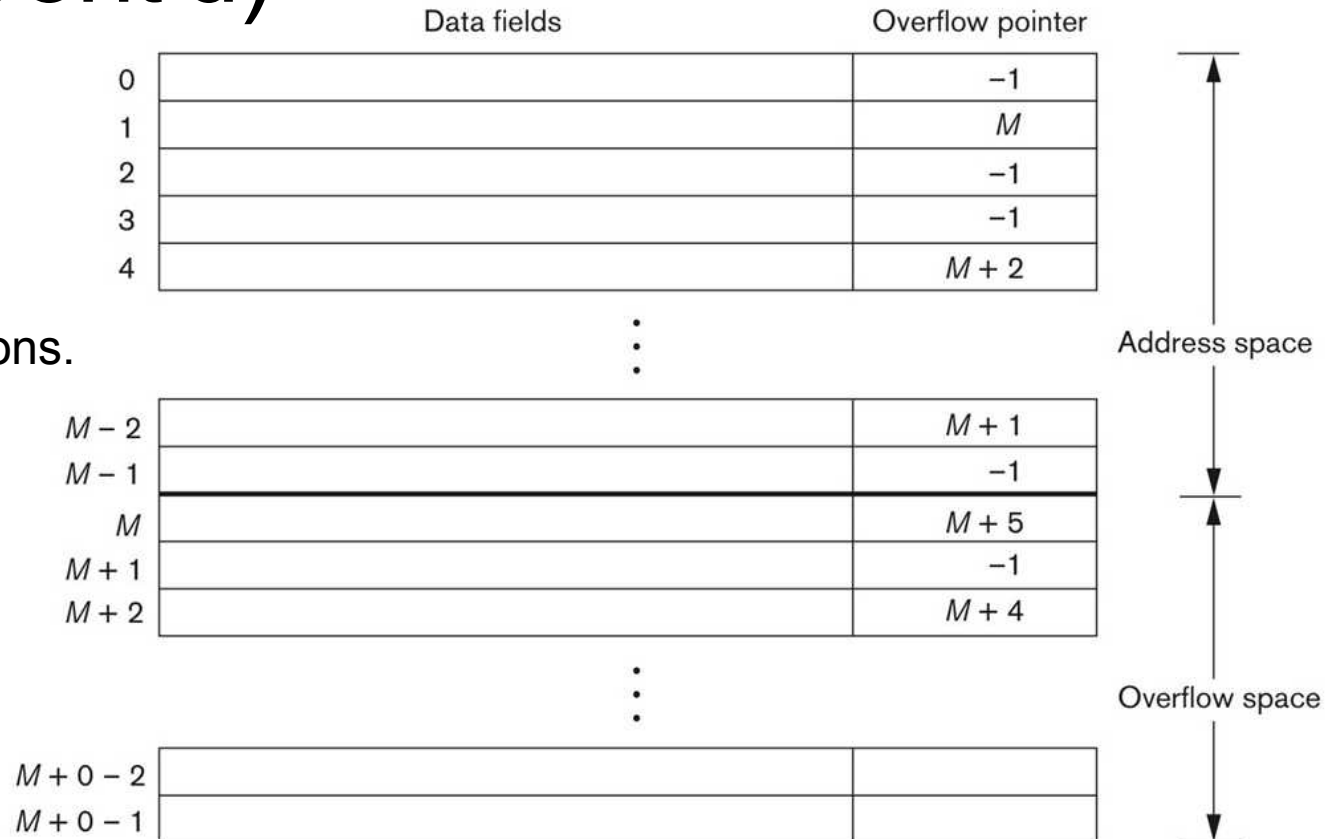 ont'd)
Data fields Overflow pointer
0 –1
1 M
2 –1
3 –1
4 M + 2
Address space
ons.
M – 2 M + 1
M – 1 –1
M M + 5
M + 1 –1
M + 2 M + 4
Overflow space
M + 0 – 2
M + 0 – 1